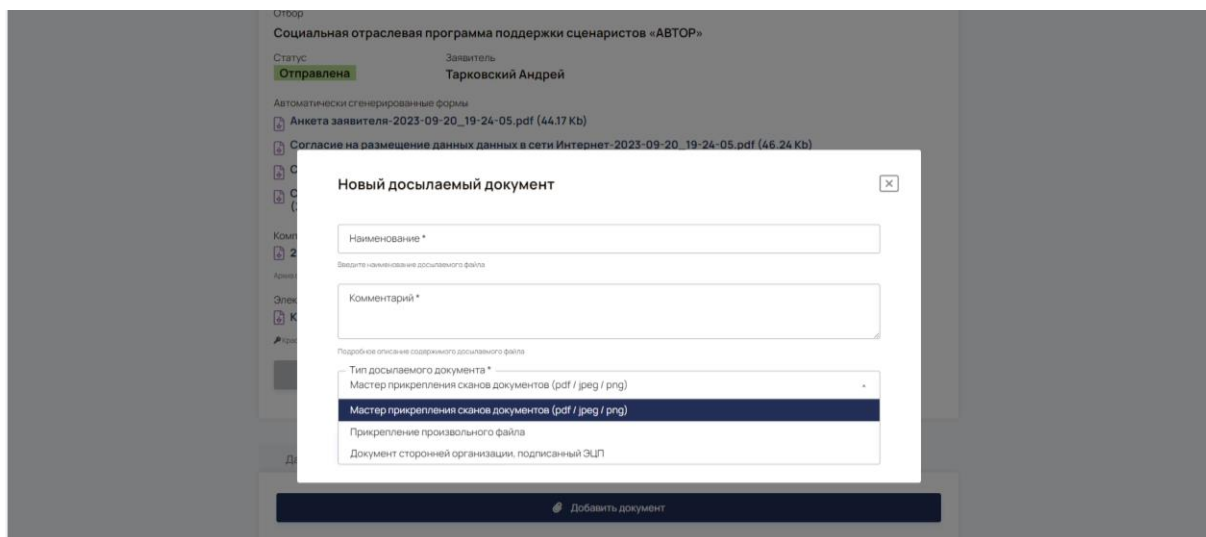 Отбор
Социальная отраслевая программа поддержки сценаристов «АВТОР»
Статус
Заявитель
Отправлена
Тарковский Андрей
Автоматически сгенерированные формы
Анкета заявителя-2023-09-20_19-24-05.pdf (44.17 Kb)
Согласие на размещение данных данных в сети Интернет-2023-09-20_19-24-05.pdf (46.24 Kb)
Новый досылаемый документ
Наименование *
Введите наименование досылаемого файла
Комментарий *
Подробное описание содержимого досылаемого файла
Тип досылаемого документа *
Мастер прикрепления сканов документов (pdf / jpeg / png)
Мастер прикрепления сканов документов (pdf / jpeg / png)
Прикрепление произвольного файла
Документ сторонней организации, подписанный ЭЦП
Добавить документ